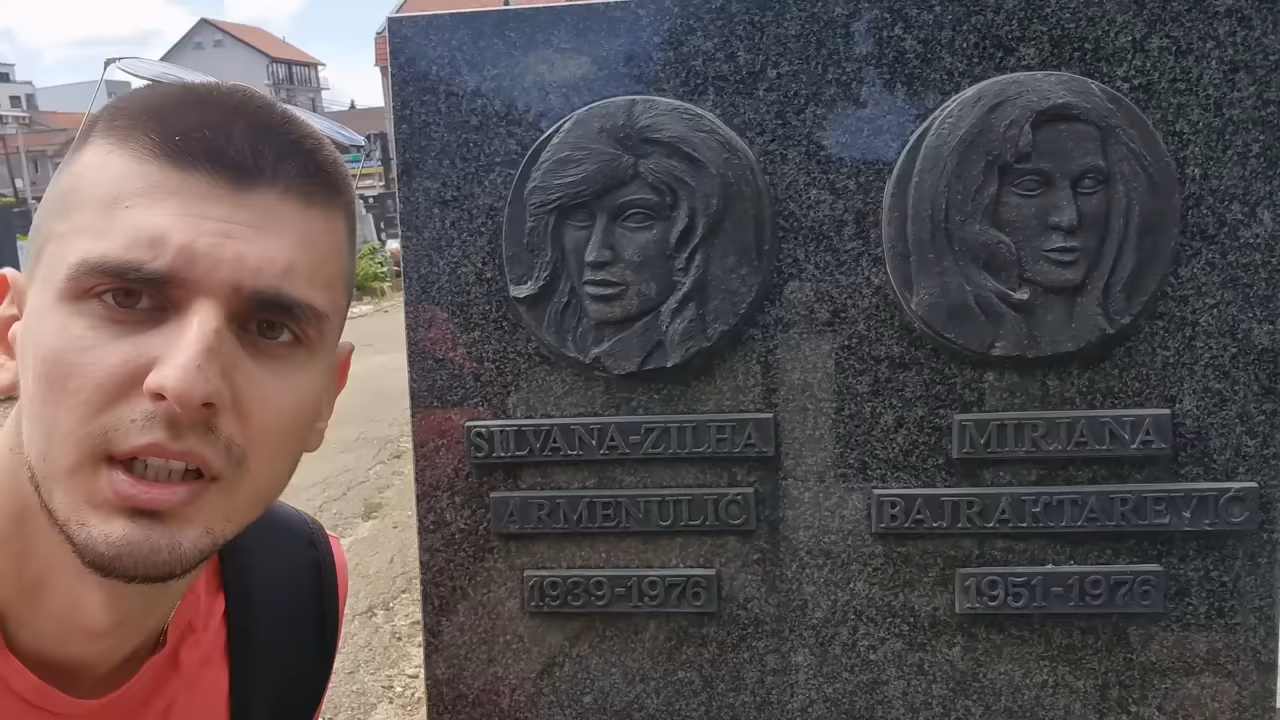 SILVANA-ZILHA
ARMENULIĆ
1939-1976
MIRJANA
BAJRAKTAREVIĆ
1951-1976